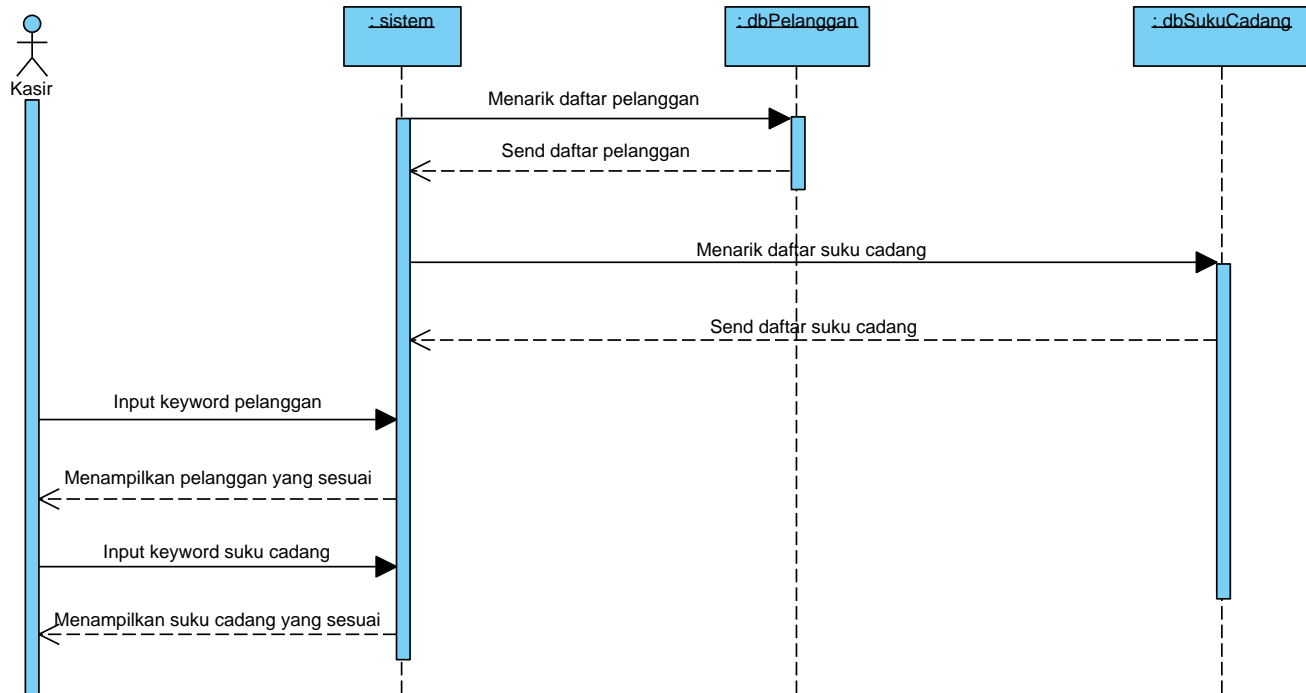 : sistem
: dbPelanggan
: dbSukuCadang
Kasir
Menarik daftar pelanggan
Send daftar pelanggan
Menarik daftar suku cadang
Send daftar suku cadang
Input keyword pelanggan
Menampilkan pelanggan yang sesuai
Input keyword suku cadang
Menampilkan suku cadang yang sesuai